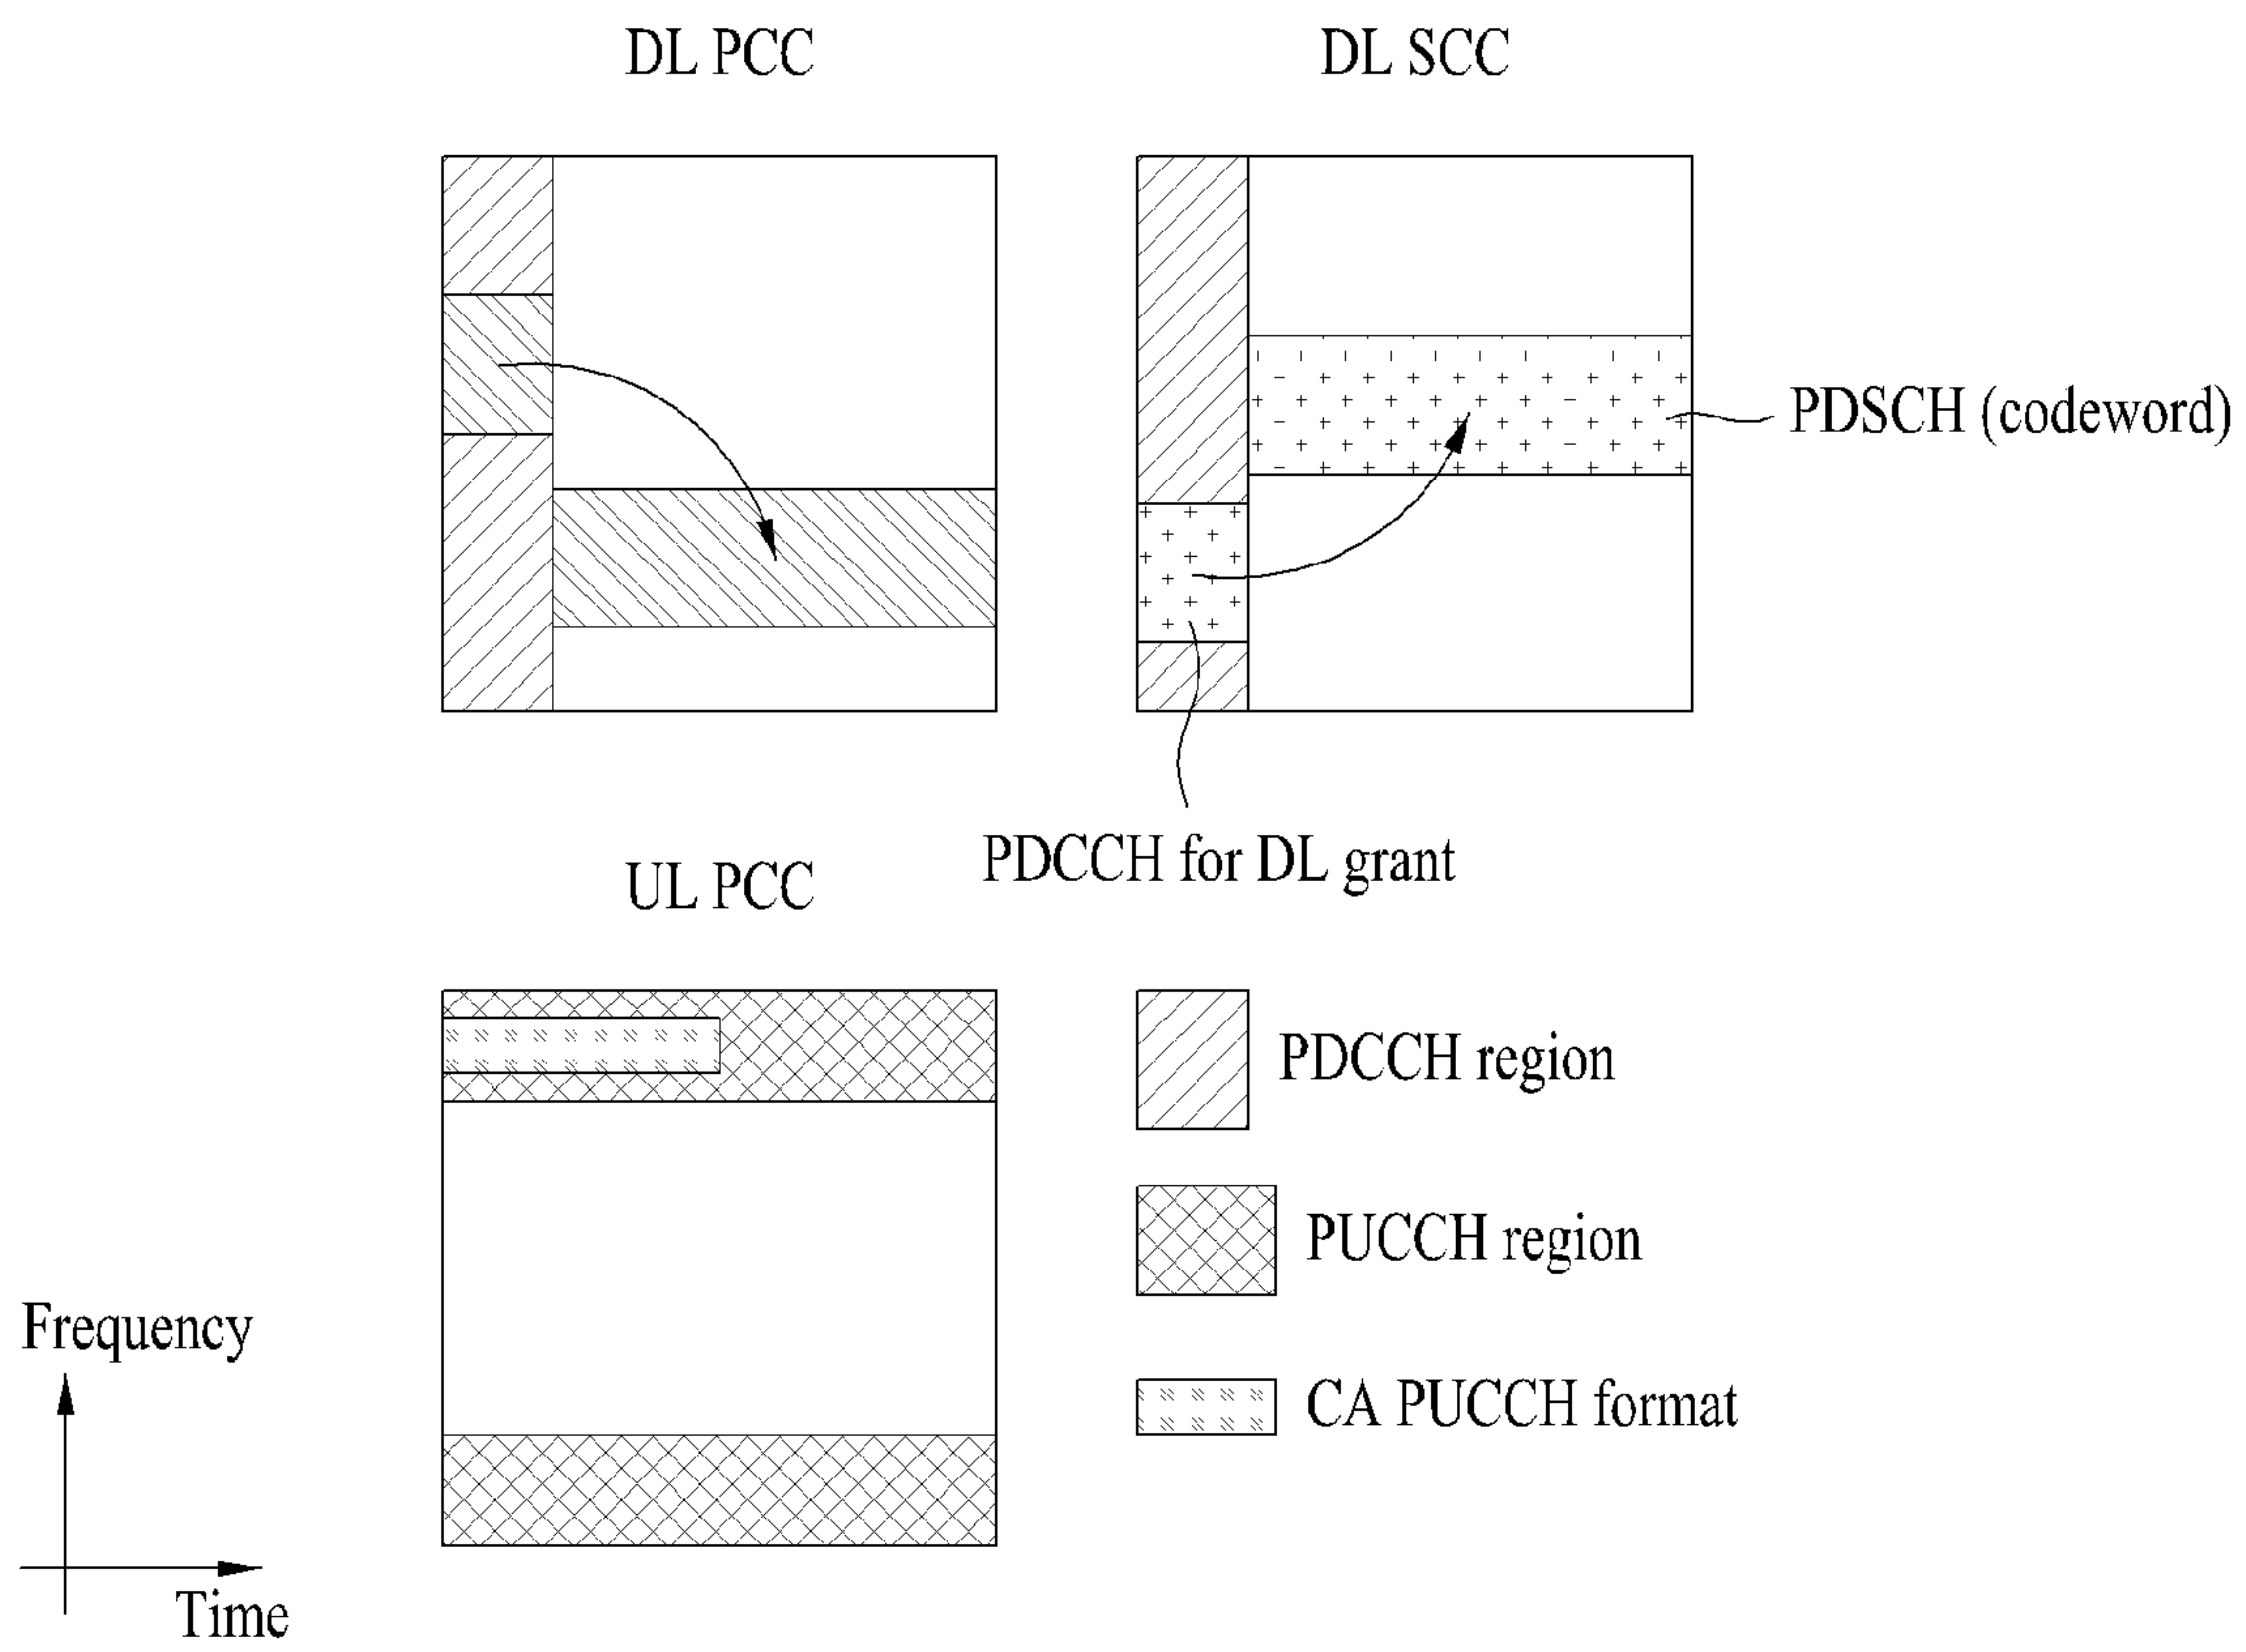 DL PCC
DL SCC
PDSCH (codeword)
PDCCH for DL grant
UL PCC
PDCCH region
PUCCH region
CA PUCCH format
Frequency
Time